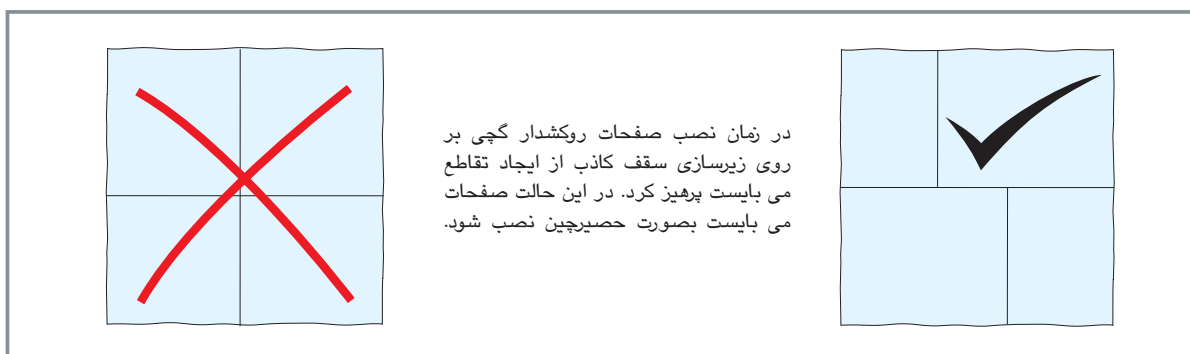 در زمان نصب صفحات روکشدار گچی بر
روی زیرسازی سقف کاذب از ایجاد تقاطع
می بایست پرهیز کرد. در این حالت صفحات
می بایست بصورت حصیرچین نصب شود.